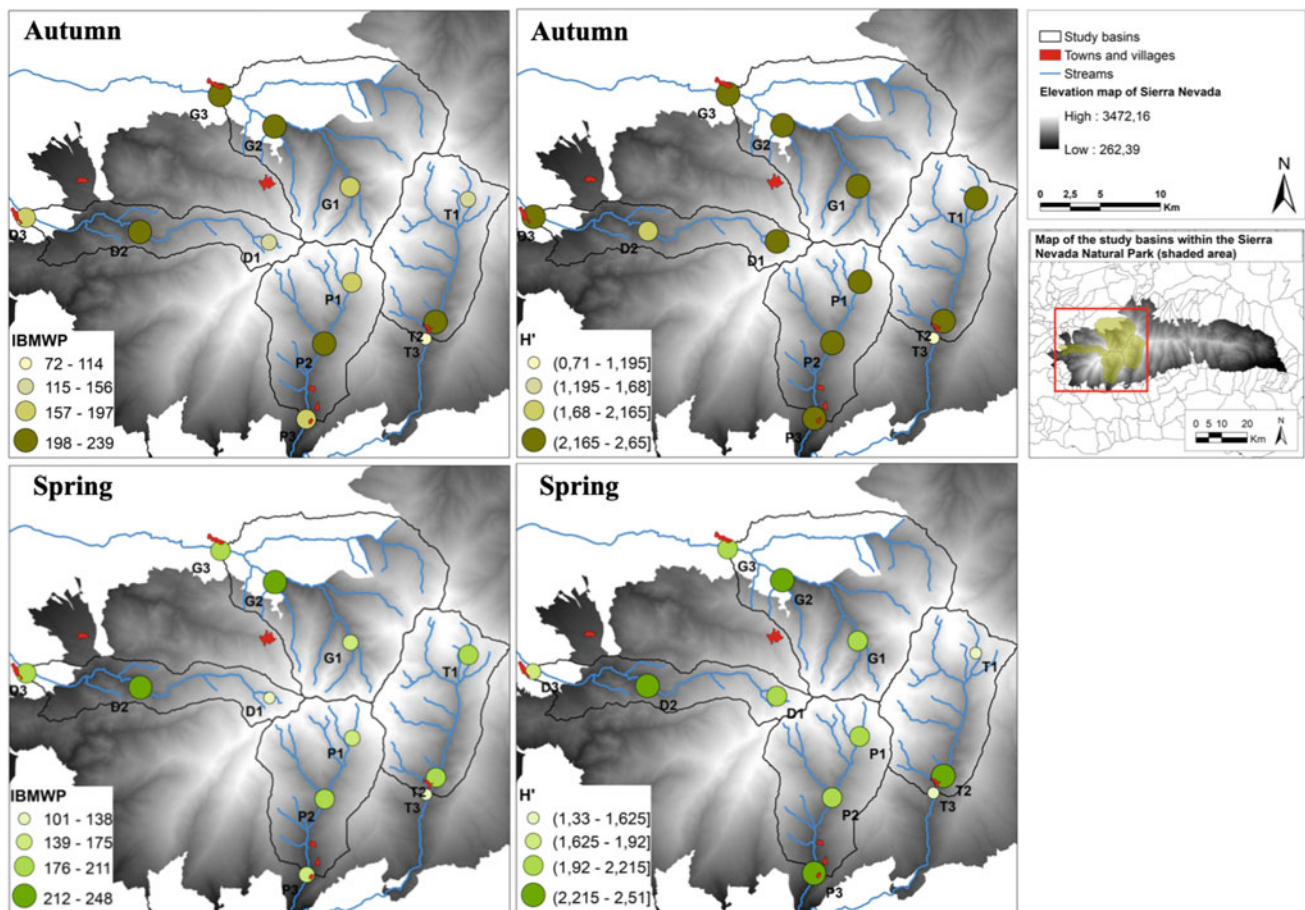 Autumn
G3
G2
G1
T1
D3
D2
D1
P1
T2
T3
P2
P3
IBMWP
72 - 114
115 - 156
157 - 197
198 - 239
Autumn
G3
G2
G1
T1
D3
D2
D1
P1
T2
T3
P2
P3
H'
(0,71 - 1,195]
(1,195 - 1,68]
(1,68 - 2,165]
(2,165 - 2,65]
Study basins
Towns and villages
Streams
Elevation map of Sierra Nevada
High : 3472,16
Low : 262,39
N
0 2,5 5 10
Km
Map of the study basins within the Sierra
Nevada Natural Park (shaded area)
0 5 10 20
Km
N
Spring
G3
G2
G1
T1
D3
D2
D1
P1
T2
T3
P2
P3
IBMWP
101 - 138
139 - 175
176 - 211
212 - 248
Spring
G3
G2
G1
T1
D3
D2
D1
P1
T2
T3
P2
P3
H'
(1,33 - 1,625]
(1,625 - 1,92]
(1,92 - 2,215]
(2,215 - 2,51]